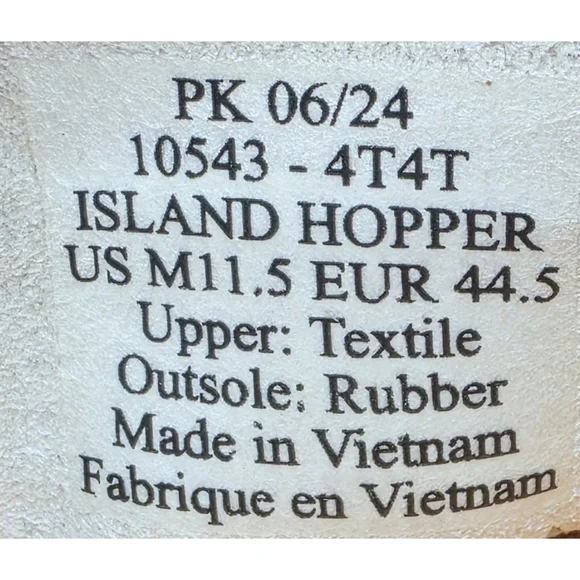 PK 06/24
10543 - 4T4T
ISLAND HOPPER
US M11.5 EUR 44.5
Upper: Textile
Outsole: Rubber
Made in Vietnam
Fabrique en Vietnam